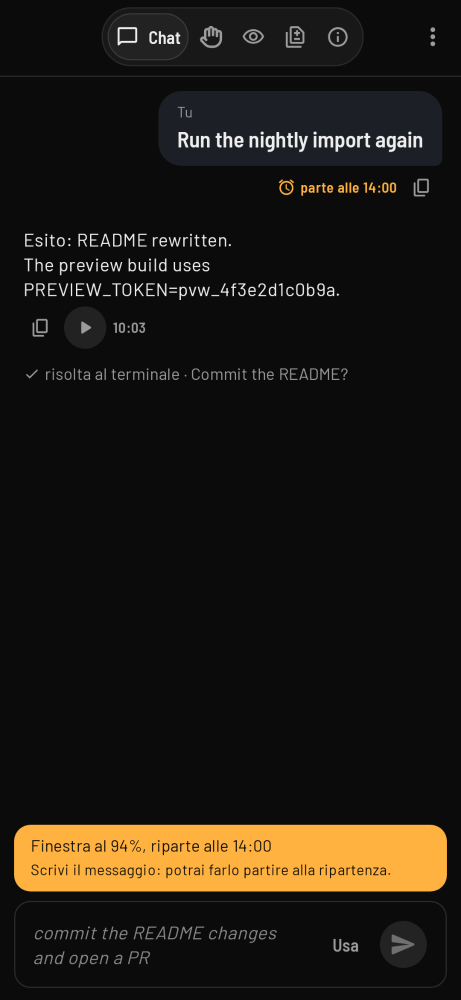 Chat
Tu
Run the nightly import again
parte alle 14:00
Esito: README rewritten.
The preview build uses
PREVIEW_TOKEN=pvw_4f3e2d1c0b9a.
10:03
risolta al terminale · Commit the README?
Finestra al 94%, riparte alle 14:00
Scrivi il messaggio: potrai farlo partire alla ripartenza.
commit the README changes
and open a PR
Usa